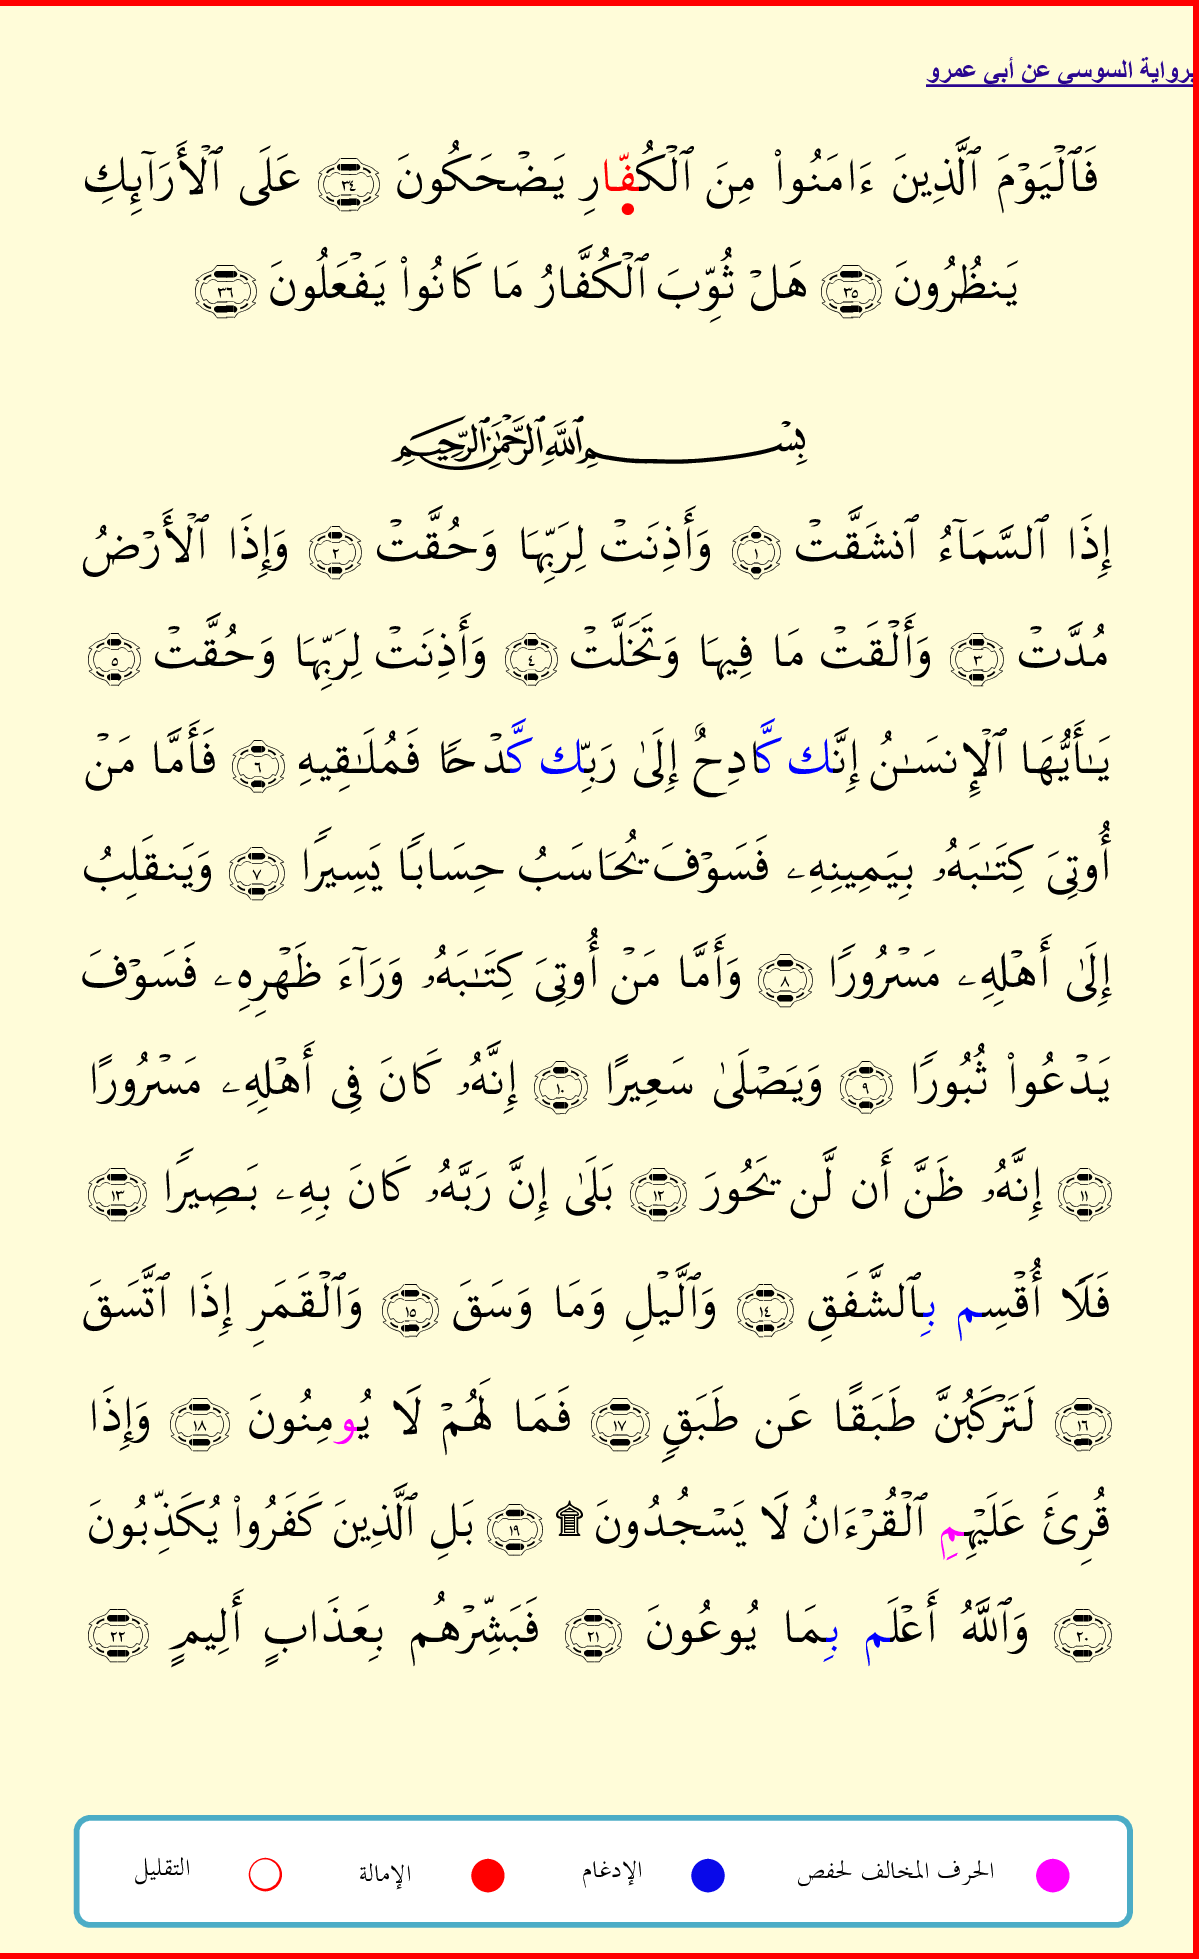 برواية السوسي عن أبي عمرو
فَٱلۡيَوۡمَ ٱلَّذِينَ ءَامَنُواْ مِنَ ٱلۡكُفّ۪ارِ يَضۡحَكُونَ ٣٤ عَلَى ٱلۡأَرَآئِكِ
يَنظُرُونَ ٣٥ هَلۡ ثُوِّبَ ٱلۡكُفَّارُ مَا كَانُواْ يَفۡعَلُونَ ٣٦
بِسۡمِ ٱللَّهِ ٱلرَّحۡمَٰنِ ٱلرَّحِيمِ
إِذَا ٱلسَّمَآءُ ٱنشَقَّتۡ ١ وَأَذِنَتۡ لِرَبِّهَا وَحُقَّتۡ ٢ وَإِذَا ٱلۡأَرۡضُ
مُدَّتۡ ٣ وَأَلۡقَتۡ مَا فِيهَا وَتَخَلَّتۡ ٤ وَأَذِنَتۡ لِرَبِّهَا وَحُقَّتۡ ٥
يَـٰٓأَيُّهَا ٱلۡإِنسَـٰنُ إِنَّك كَّادِحٌ إِلَىٰ رَبِّك كَّدۡحًا فَمُلَـٰقِيهِ ٦ فَأَمَّا مَنۡ
أُوتِيَ كِتَـٰبَهُۥ بِيَمِينِهِۦ فَسَوۡفَ يُحَاسَبُ حِسَابًا يَسِيرًا ٧ وَيَنقَلِبُ
إِلَىٰ أَهۡلِهِۦ مَسۡرُورًا ٨ وَأَمَّا مَنۡ أُوتِيَ كِتَـٰبَهُۥ وَرَآءَ ظَهۡرِهِۦ فَسَوۡفَ
يَدۡعُواْ ثُبُورًا ٩ وَيَصۡلَىٰ سَعِيرًا ١٠ إِنَّهُۥ كَانَ فِي أَهۡلِهِۦ مَسۡرُورًا
١١ إِنَّهُۥ ظَنَّ أَن لَّن يَحُورَ ١٢ بَلَىٰ إِنَّ رَبَّهُۥ كَانَ بِهِۦ بَصِيرًا ١٣
فَلَا أُقۡسِم بِٱلشَّفَقِ ١٤ وَٱلَّيۡلِ وَمَا وَسَقَ ١٥ وَٱلۡقَمَرِ إِذَا ٱتَّسَقَ
١٦ لَتَرۡكَبُنَّ طَبَقًا عَن طَبَقٍ ١٧ فَمَا لَهُمۡ لَا يُومِنُونَ ١٨ وَإِذَا
قُرِئَ عَلَيۡهِمِ ٱلۡقُرۡءَانُ لَا يَسۡجُدُونَ ۩ ١٩ بَلِ ٱلَّذِينَ كَفَرُواْ يُكَذِّبُونَ
٢٠ وَٱللَّهُ أَعۡلَم بِمَا يُوعُونَ ٢١ فَبَشِّرۡهُم بِعَذَابٍ أَلِيمٍ ٢٢
الحرف المخالف لحفص الإدغام الإمالة التقليل